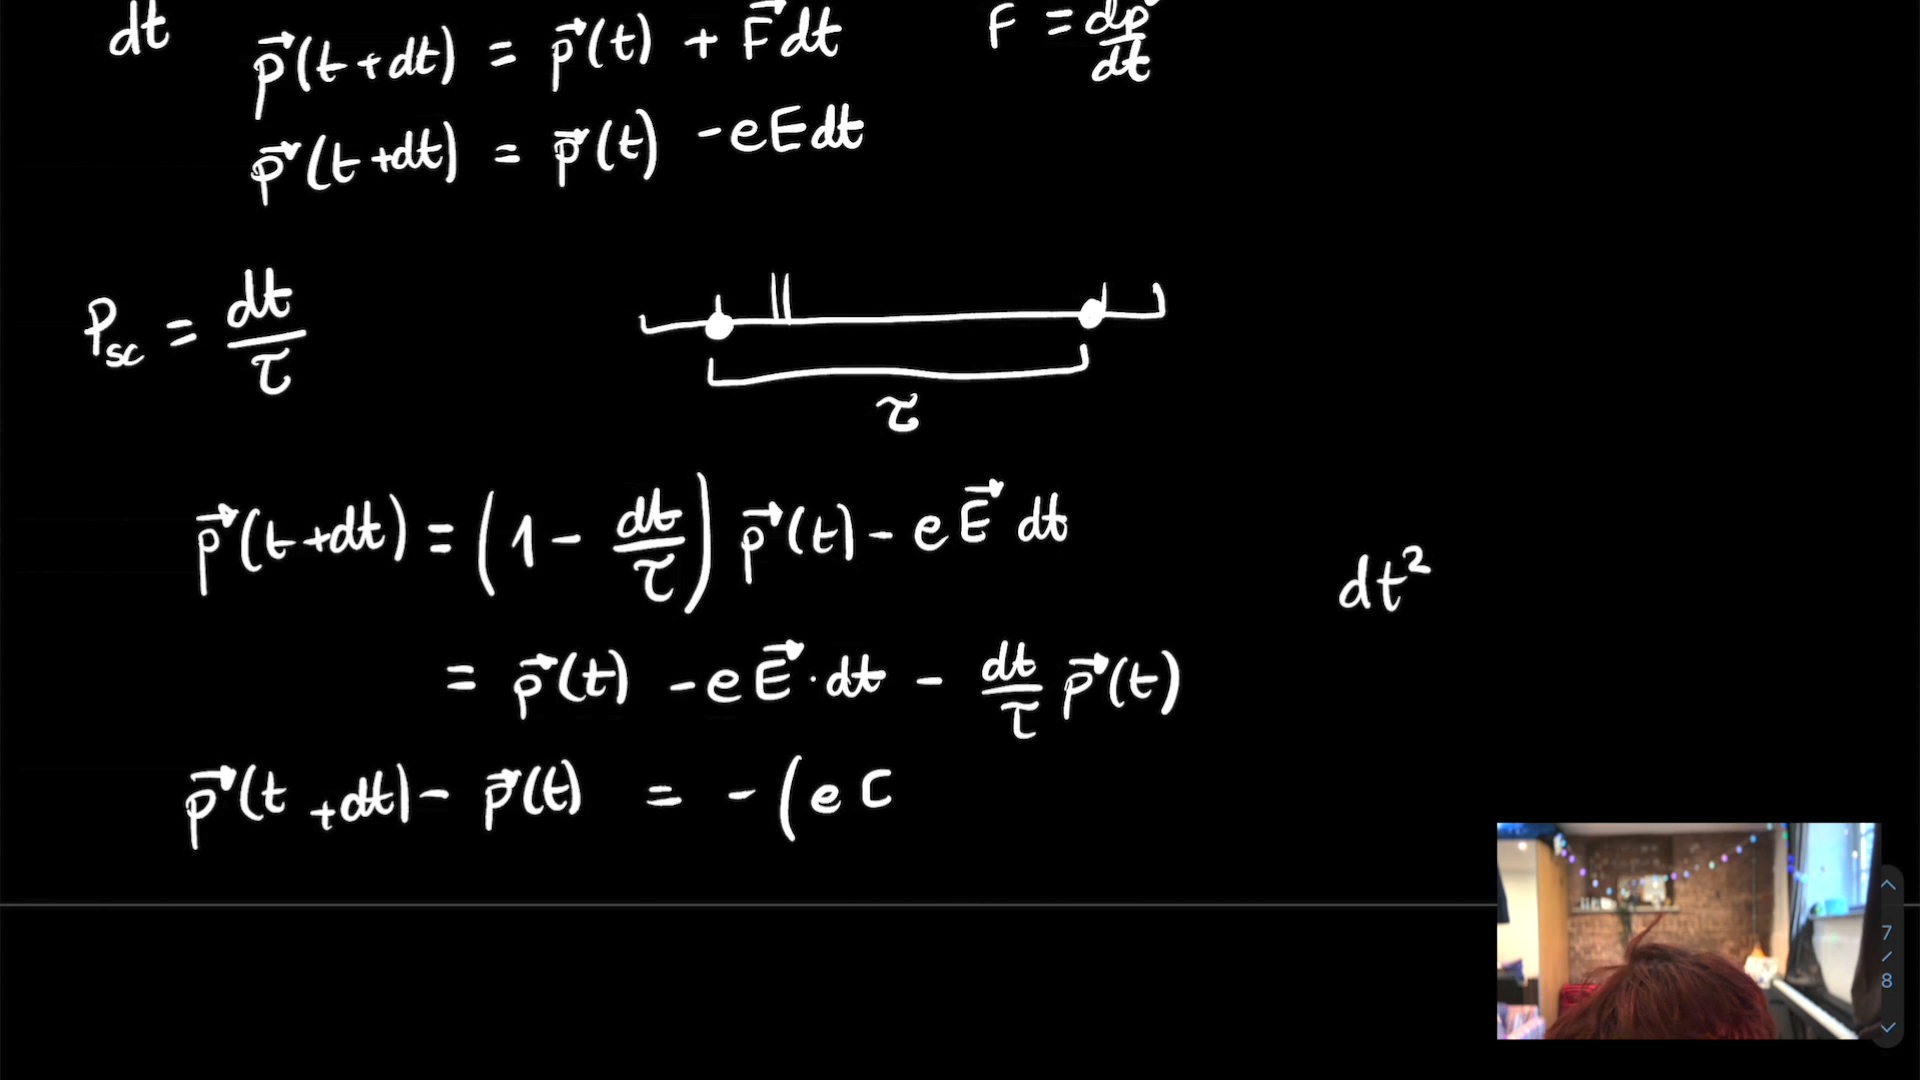 dt
p⃗(t+dt) = p⃗(t) + F⃗dt
F = dp⃗/dt
p⃗(t+dt) = p⃗(t) -eEdt
P_sc = dt/τ
τ
p⃗(t+dt) = (1 - dt/τ) p⃗(t) - eE⃗ dt
dt²
= p⃗(t) -eE⃗·dt - dt/τ p⃗(t)
p⃗(t+dt) - p⃗(t) = -(e C
7
/
8